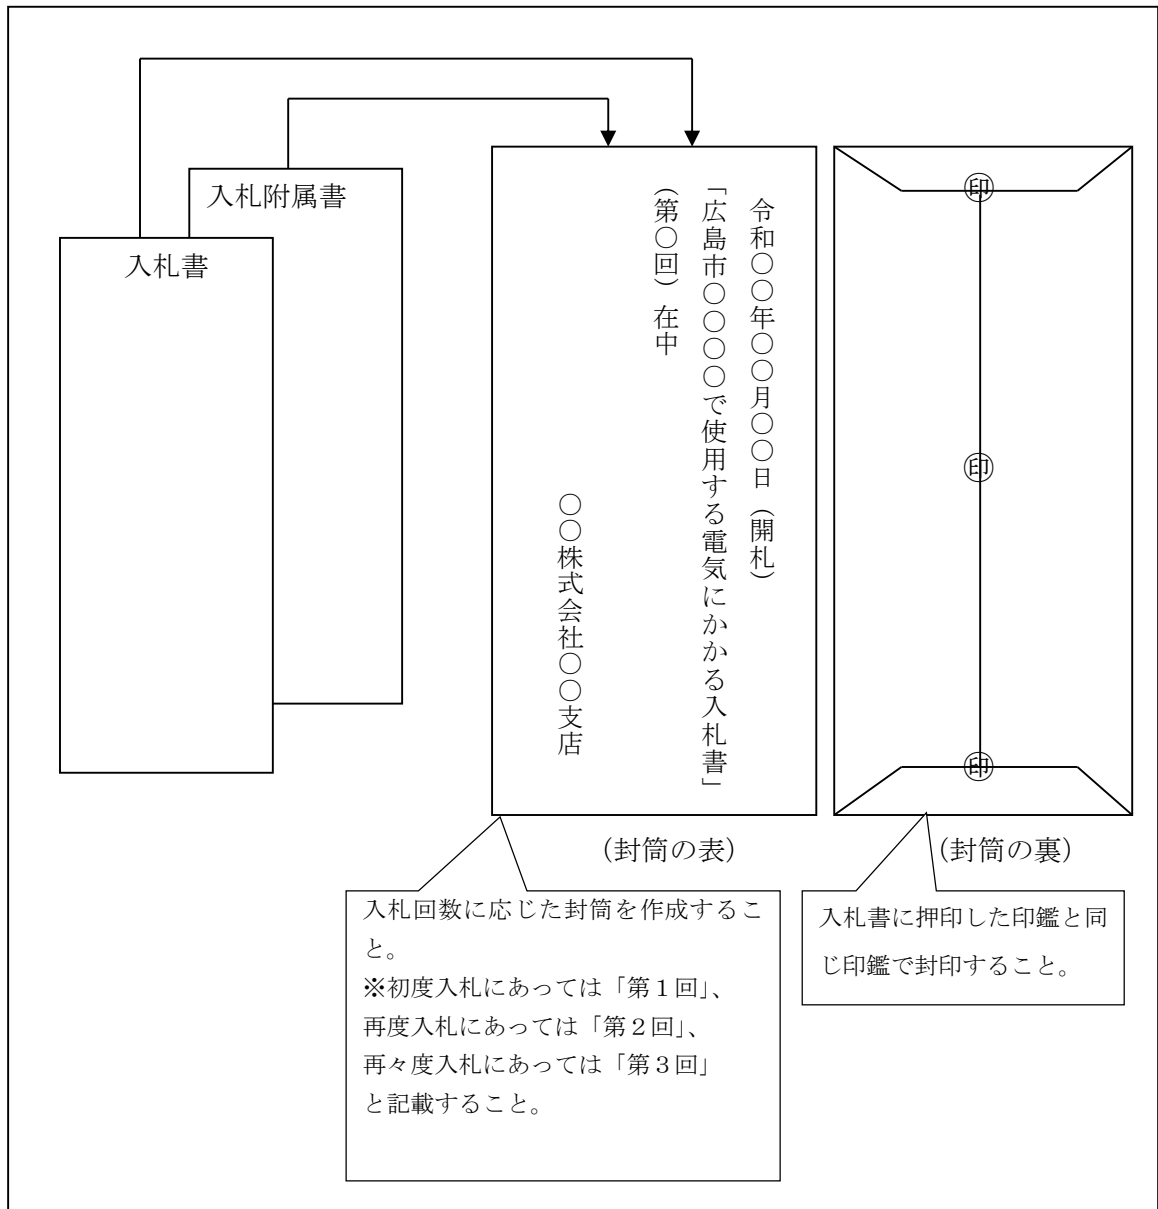 入札附属書
入札書
令和〇〇年〇〇月〇〇日（開札）
「広島市〇〇〇〇で使用する電気にかかる入札書」
（第〇回）在中
〇〇株式会社〇〇支店
㊞
㊞
㊞
（封筒の表）
（封筒の裏）
入札回数に応じた封筒を作成するこ
と。
※初度入札にあっては「第１回」、
再度入札にあっては「第２回」、
再々度入札にあっては「第３回」
と記載すること。
入札書に押印した印鑑と同
じ印鑑で封印すること。